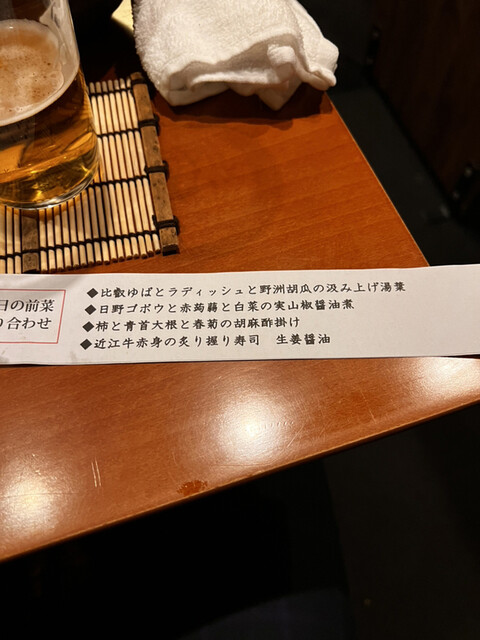 日の前菜
り合わせ
◆比叡ゆばとラディッシュと野洲胡瓜の汲み上げ湯葉
◆日野ゴボウと赤蒟蒻と白菜の実山椒醤油煮
◆柿と青首大根と春菊の胡麻酢掛け
◆近江牛赤身の炙り握り寿司　生姜醤油